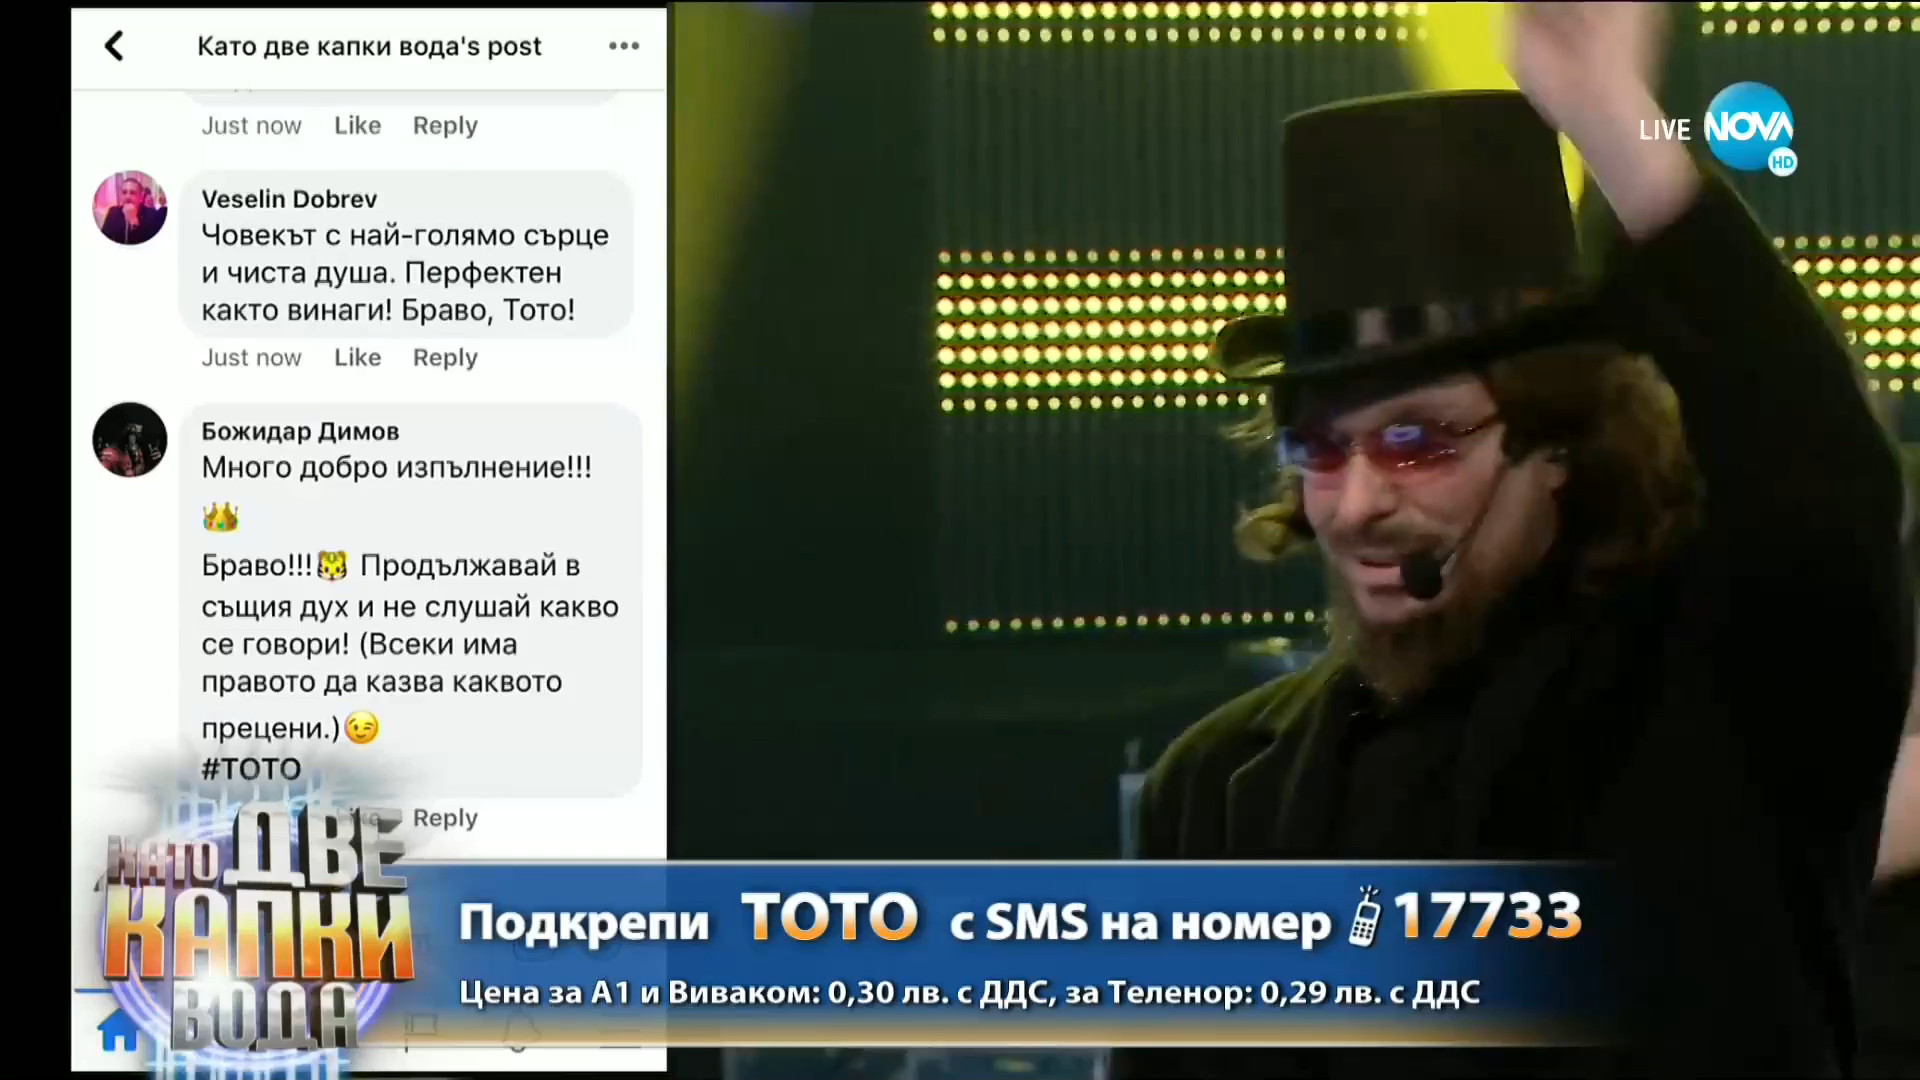 Като две капки вода's post
Just now Like Reply
Veselin Dobrev
Човекът с най-голямо сърце
и чиста душа. Перфектен
както винаги! Браво, Тото!
Just now Like Reply
Божидар Димов
Много добро изпълнение!!!
👑
Браво!!!🐯 Продължавай в
същия дух и не слушай какво
се говори! (Всеки има
правото да казва каквото
прецени.)😉
#ТОТО
Like Reply
LIVE NOVA
HD
КАТО ДВЕ
КАПКИ
ВОДА
Подкрепи ТОТО с SMS на номер 17733
Цена за А1 и Виваком: 0,30 лв. с ДДС, за Теленор: 0,29 лв. с ДДС